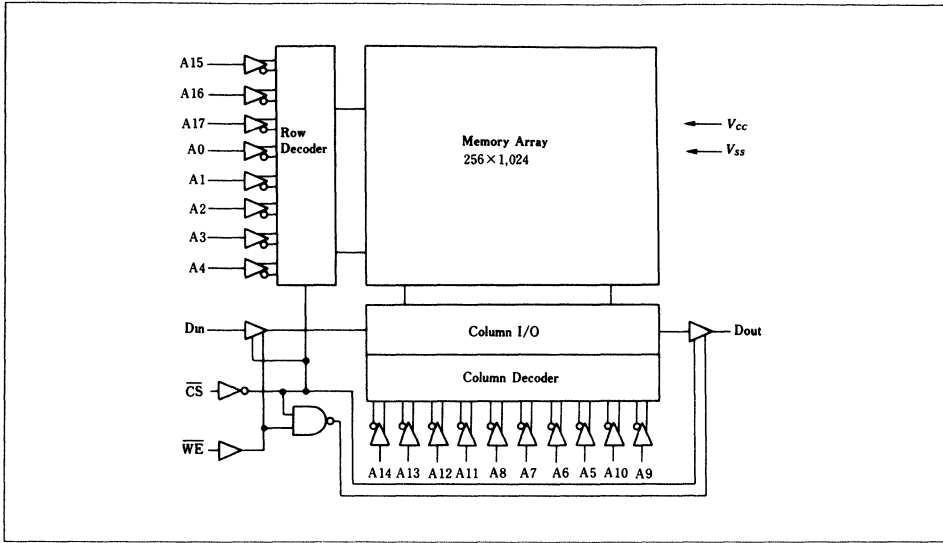 A15
A16
A17
A0
A1
A2
A3
A4
Row
Decoder
Memory Array
256×1,024
Vcc
Vss
Din
Column I/O
Dout
Column Decoder
CS
WE
A14 A13 A12 A11 A8 A7 A6 A5 A10 A9